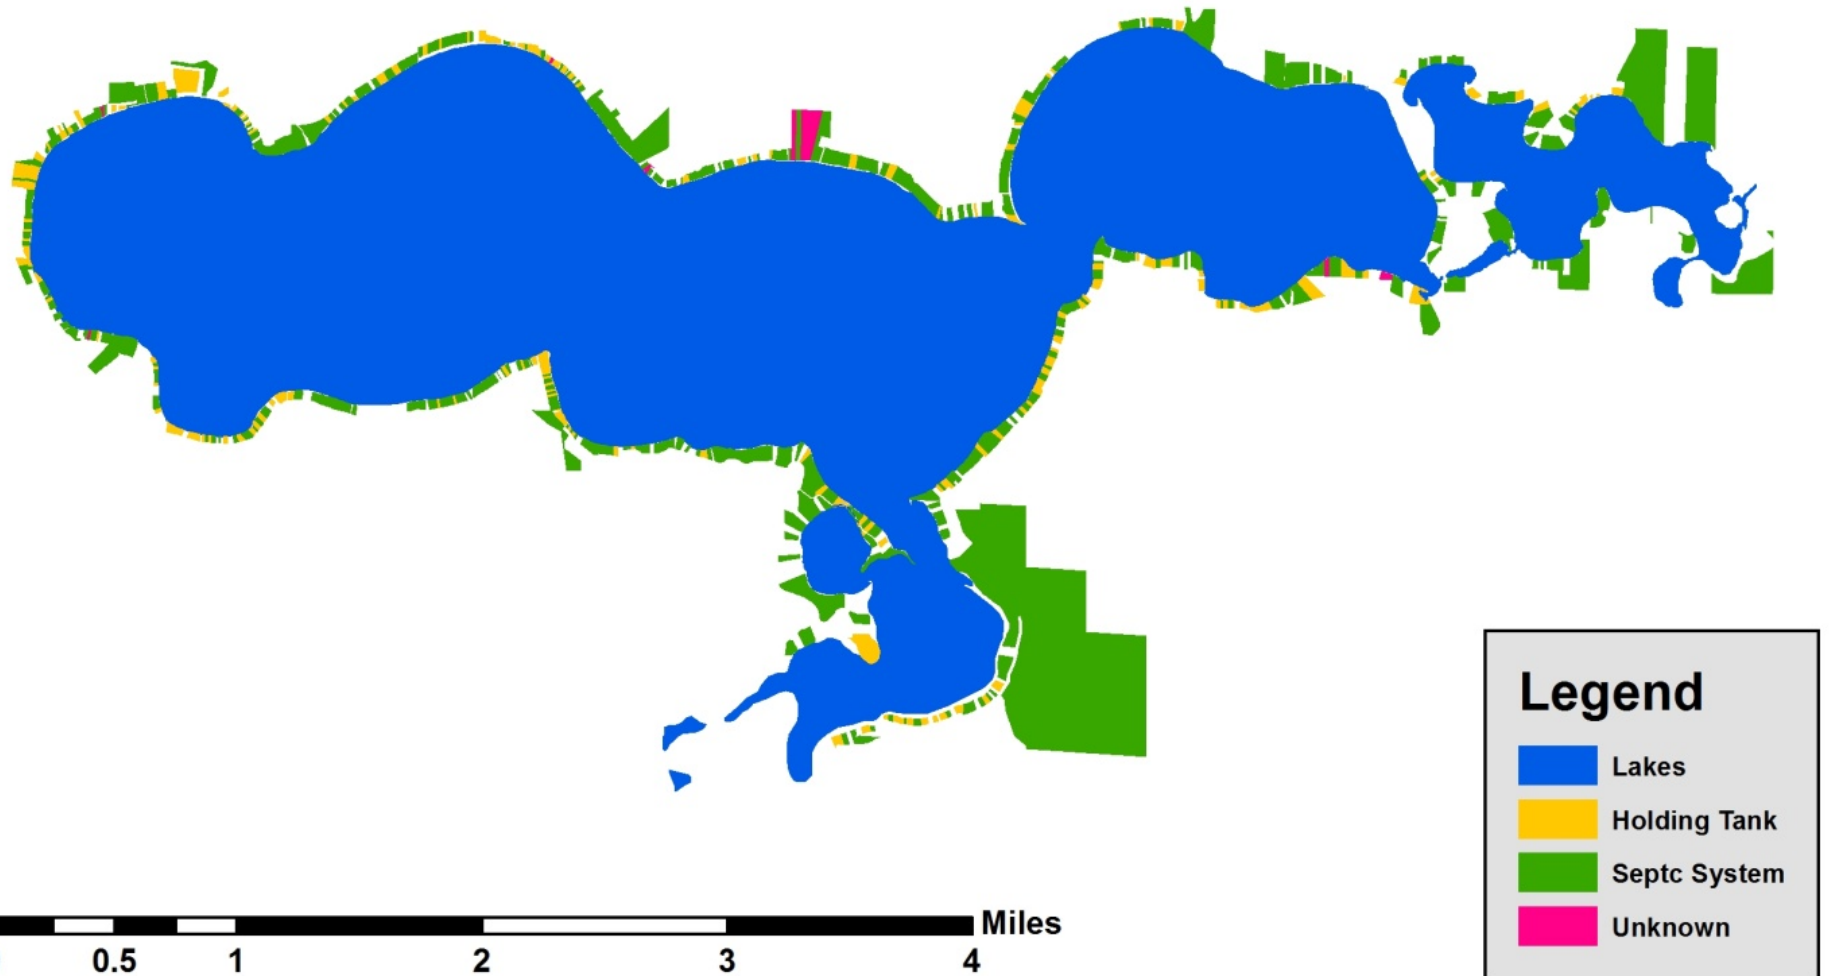 Legend
Lakes
Holding Tank
Septc System
Unknown
Miles
0.5 1 2 3 4